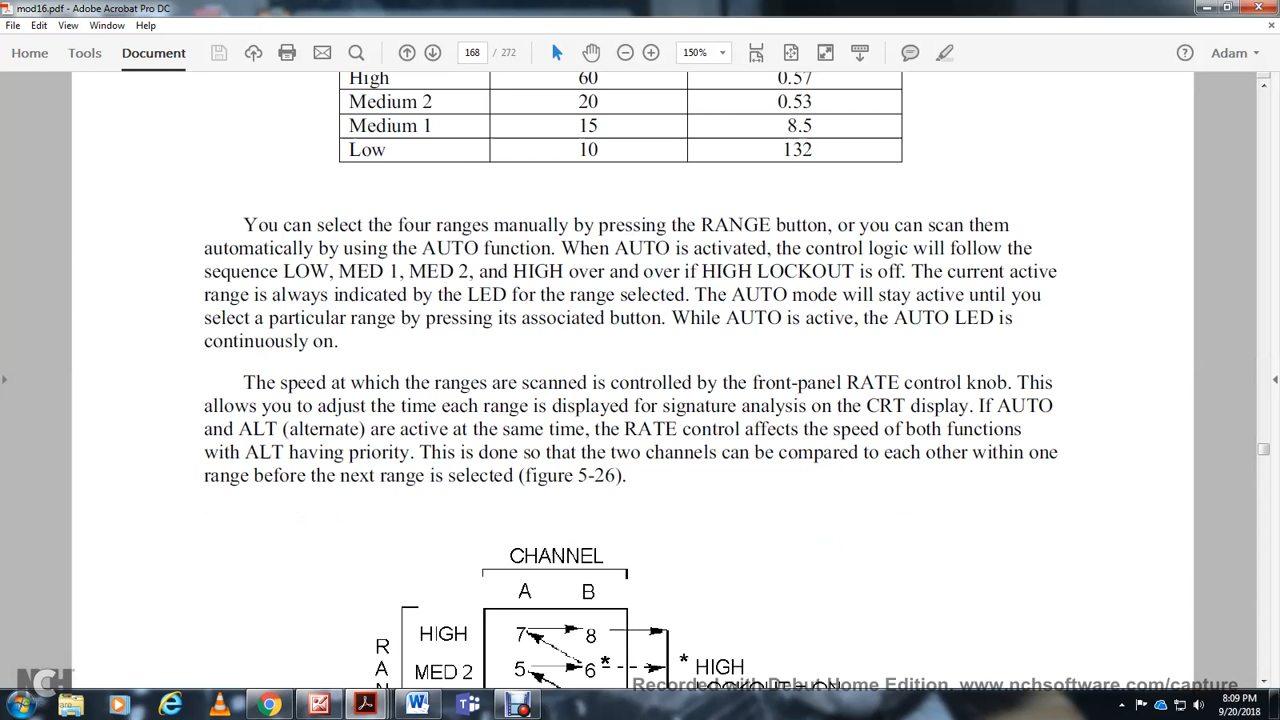 mod16.pdf - Adobe Acrobat Pro DC
File Edit View Window Help
Home Tools Document 168 / 272 150% Adam
High 60 0.57
Medium 2 20 0.53
Medium 1 15 8.5
Low 10 132
You can select the four ranges manually by pressing the RANGE button, or you can scan them
automatically by using the AUTO function. When AUTO is activated, the control logic will follow the
sequence LOW, MED 1, MED 2, and HIGH over and over if HIGH LOCKOUT is off. The current active
range is always indicated by the LED for the range selected. The AUTO mode will stay active until you
select a particular range by pressing its associated button. While AUTO is active, the AUTO LED is
continuously on.
The speed at which the ranges are scanned is controlled by the front-panel RATE control knob. This
allows you to adjust the time each range is displayed for signature analysis on the CRT display. If AUTO
and ALT (alternate) are active at the same time, the RATE control affects the speed of both functions
with ALT having priority. This is done so that the two channels can be compared to each other within one
range before the next range is selected (figure 5-26).
CHANNEL
A B
HIGH 7 8
R
A
N
MED 2 5 6 * * HIGH
Recorded with Debut Home Edition. www.nchsoftware.com/capture
NCH
8:09 PM
9/20/2018